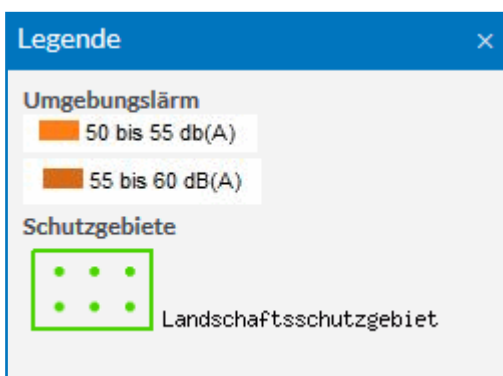 Legende ×
Umgebungslärm
50 bis 55 db(A)
55 bis 60 dB(A)
Schutzgebiete
Landschaftsschutzgebiet